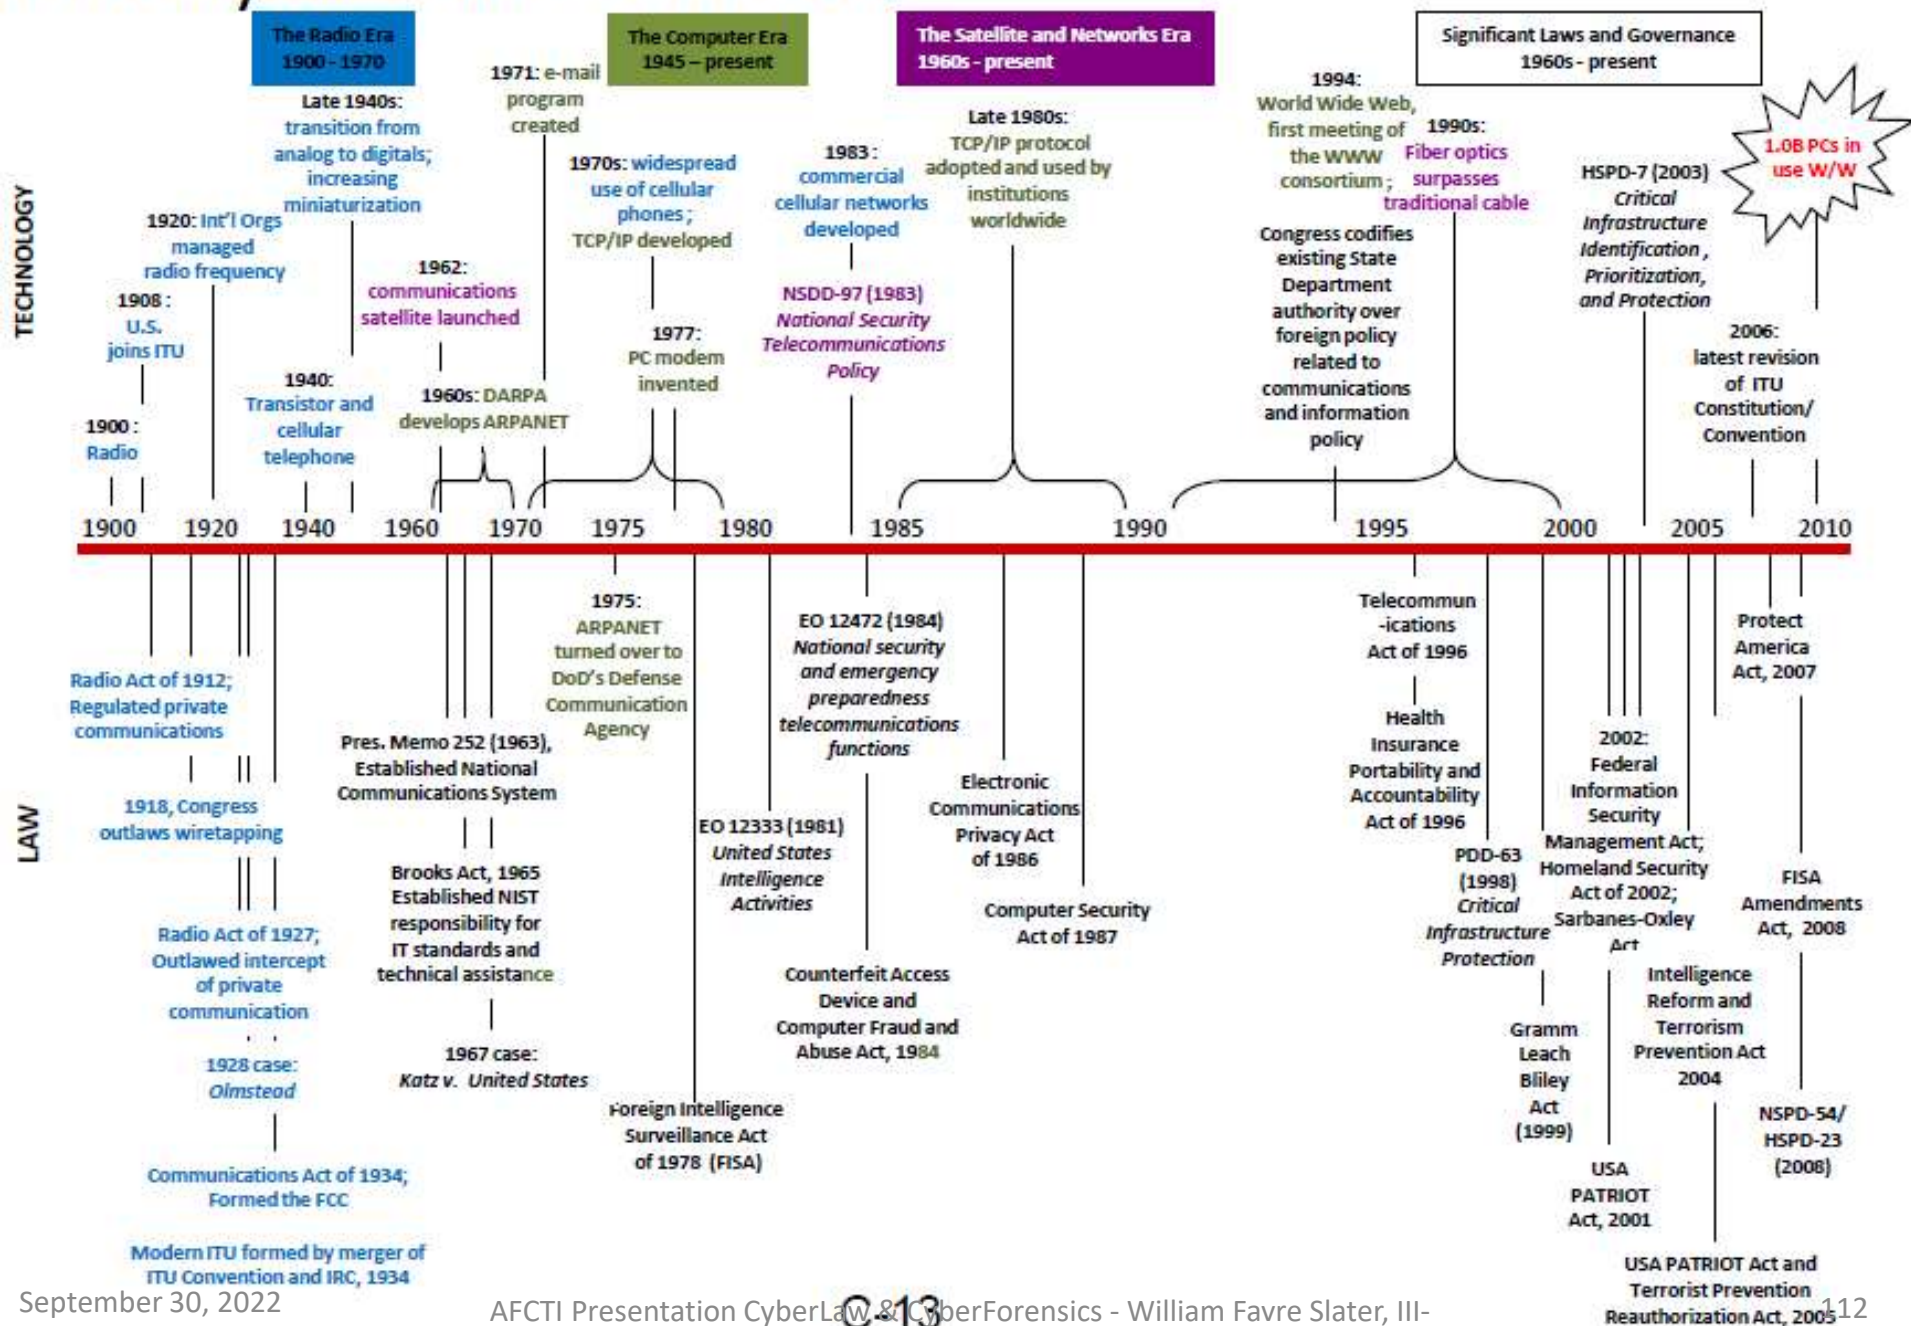 The Radio Era
1900 - 1970
The Computer Era
1945 – present
The Satellite and Networks Era
1960s - present
Significant Laws and Governance
1960s - present
TECHNOLOGY
1900 :
Radio
1908 :
U.S.
joins ITU
1920: Int'l Orgs
managed
radio frequency
Late 1940s:
transition from
analog to digitals;
increasing
miniaturization
1940:
Transistor and
cellular
telephone
1962:
communications
satellite launched
1960s: DARPA
develops ARPANET
1971: e-mail
program
created
1970s: widespread
use of cellular
phones ;
TCP/IP developed
1977:
PC modem
invented
1983 :
commercial
cellular networks
developed
NSDD-97 (1983)
National Security
Telecommunications
Policy
Late 1980s:
TCP/IP protocol
adopted and used by
institutions
worldwide
1994:
World Wide Web,
first meeting of
the WWW
consortium ;
Congress codifies
existing State
Department
authority over
foreign policy
related to
communications
and information
policy
1990s:
Fiber optics
surpasses
traditional cable
HSPD-7 (2003)
Critical
Infrastructure
Identification ,
Prioritization,
and Protection
1.0B PCs in
use W/W
2006:
latest revision
of ITU
Constitution/
Convention
1900 1920 1940 1960 1970 1975 1980 1985 1990 1995 2000 2005 2010
LAW
Radio Act of 1912;
Regulated private
communications
1918, Congress
outlaws wiretapping
Radio Act of 1927;
Outlawed intercept
of private
communication
1928 case:
Olmstead
Communications Act of 1934;
Formed the FCC
Modern ITU formed by merger of
ITU Convention and IRC, 1934
Pres. Memo 252 (1963),
Established National
Communications System
Brooks Act, 1965
Established NIST
responsibility for
IT standards and
technical assistance
1967 case:
Katz v. United States
1975:
ARPANET
turned over to
DoD's Defense
Communication
Agency
Foreign Intelligence
Surveillance Act
of 1978 (FISA)
EO 12333 (1981)
United States
Intelligence
Activities
EO 12472 (1984)
National security
and emergency
preparedness
telecommunications
functions
Counterfeit Access
Device and
Computer Fraud and
Abuse Act, 1984
Electronic
Communications
Privacy Act
of 1986
Computer Security
Act of 1987
Telecommun
-ications
Act of 1996
Health
Insurance
Portability and
Accountability
Act of 1996
PDD-63
(1998)
Critical
Infrastructure
Protection
Gramm
Leach
Bliley
Act
(1999)
2002:
Federal
Information
Security
Management Act;
Homeland Security
Act of 2002;
Sarbanes-Oxley
Act
USA
PATRIOT
Act, 2001
Intelligence
Reform and
Terrorism
Prevention Act
2004
USA PATRIOT Act and
Terrorist Prevention
Reauthorization Act, 2005
Protect
America
Act, 2007
FISA
Amendments
Act, 2008
NSPD-54/
HSPD-23
(2008)
September 30, 2022
AFCTI Presentation CyberLaw & CyberForensics - William Favre Slater, III-
C-13
112